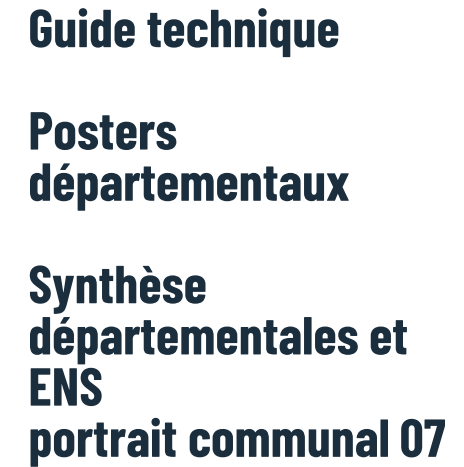 Guide technique
Posters
départementaux
Synthèse
départementales et
ENS
portrait communal 07